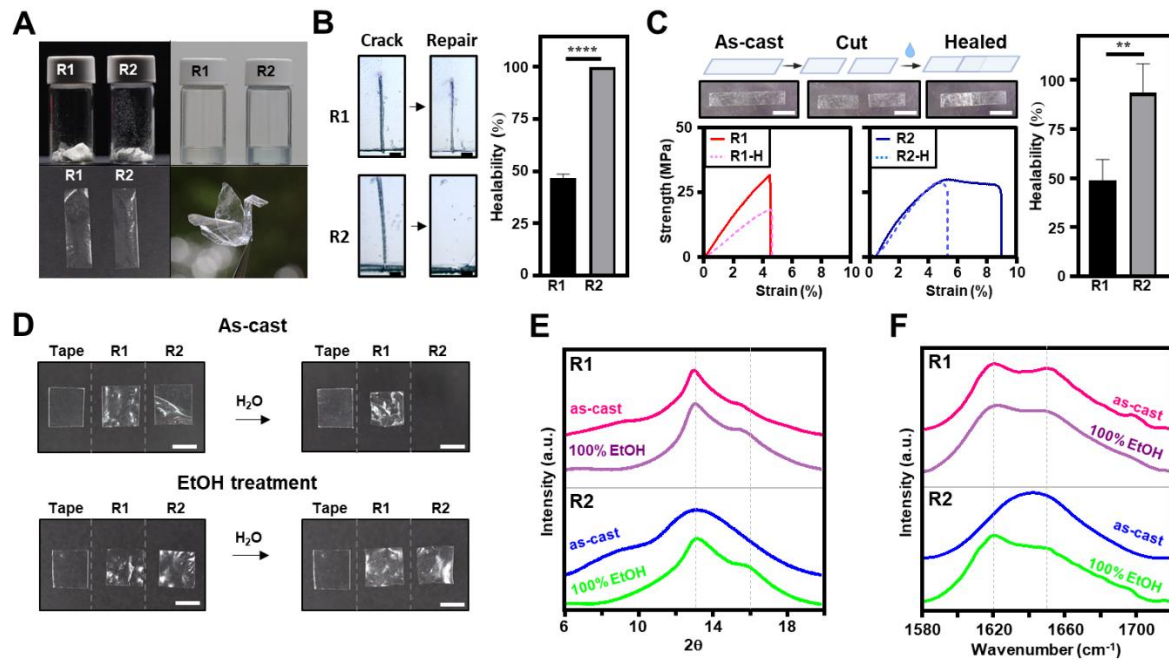 A
R1 R2
R1 R2
R1 R2
B
Crack Repair
R1
R2
Healability (%)
100
75
50
25
0
****
R1 R2
C
As-cast Cut Healed
Strength (MPa)
50
25
0
R1
R1-H
0 2 4 6 8 10
Strain (%)
R2
R2-H
0 2 4 6 8 10
Strain (%)
Healability (%)
100
75
50
25
0
**
R1 R2
D
As-cast
Tape R1 R2
H2O
Tape R1 R2
EtOH treatment
Tape R1 R2
H2O
Tape R1 R2
E
Intensity (a.u.)
R1
as-cast
100% EtOH
R2
as-cast
100% EtOH
6 10 14 18
2θ
F
Intensity (a.u.)
R1
as-cast
100% EtOH
R2
as-cast
100% EtOH
1580 1620 1660 1700
Wavenumber (cm-1)